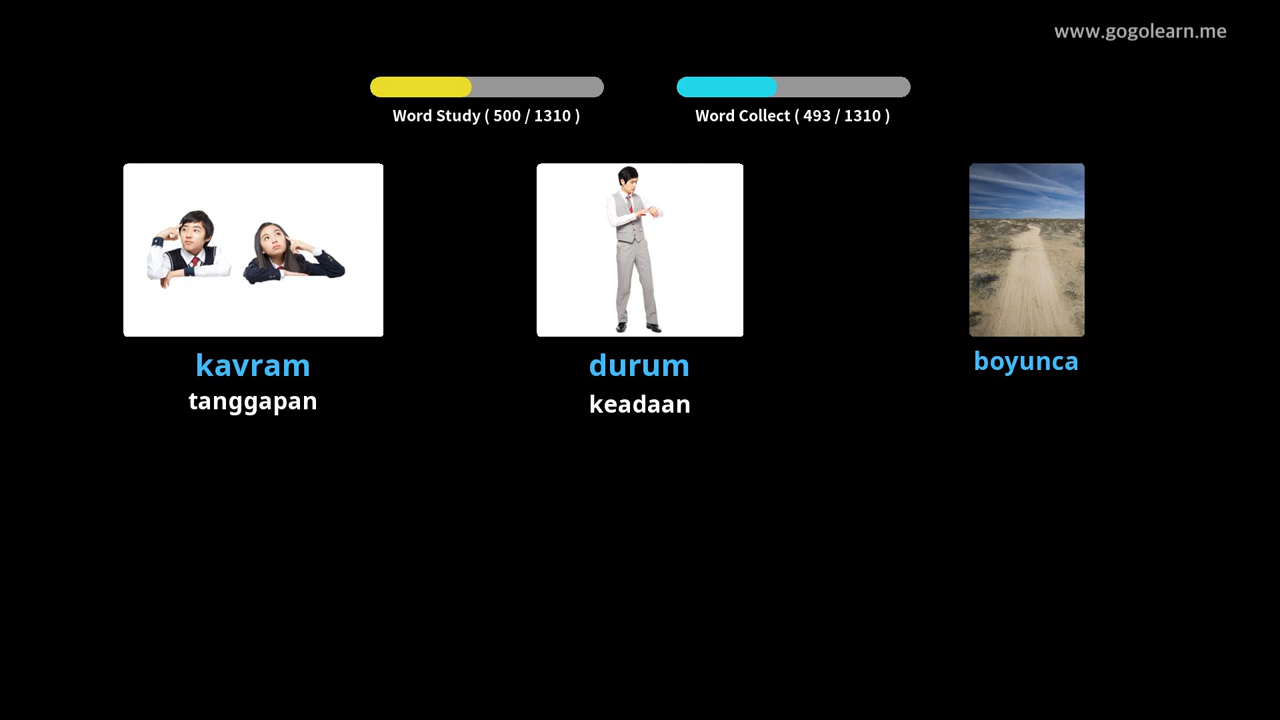 www.gogolearn.me
Word Study ( 500 / 1310 )
Word Collect ( 493 / 1310 )
kavram
tanggapan
durum
keadaan
boyunca